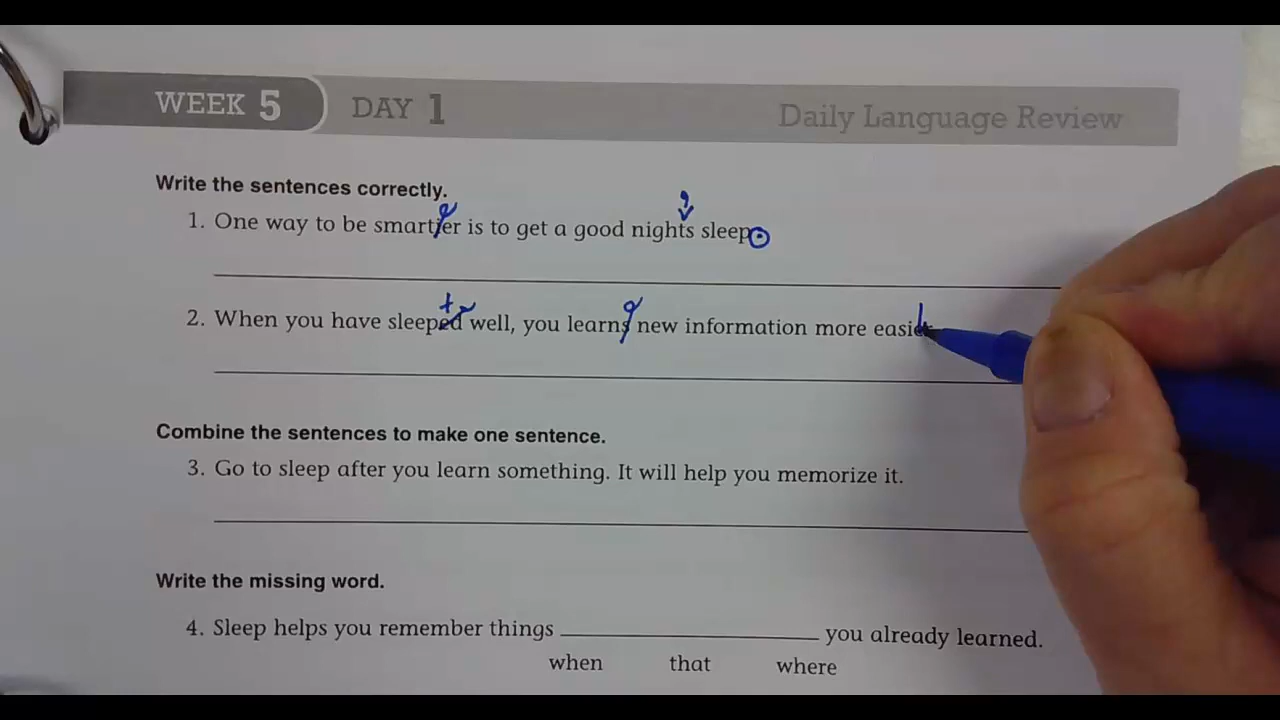 WEEK 5 DAY 1 Daily Language Review
Write the sentences correctly.
1. One way to be smartier is to get a good nights sleep.
2. When you have sleeped well, you learns new information more easier
Combine the sentences to make one sentence.
3. Go to sleep after you learn something. It will help you memorize it.
Write the missing word.
4. Sleep helps you remember things ____________ you already learned.
when that where